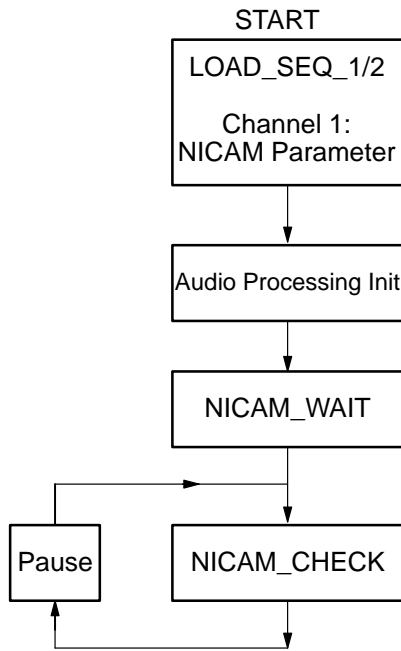 START
LOAD_SEQ_1/2
Channel 1:
NICAM Parameter
Audio Processing Init
NICAM_WAIT
Pause
NICAM_CHECK